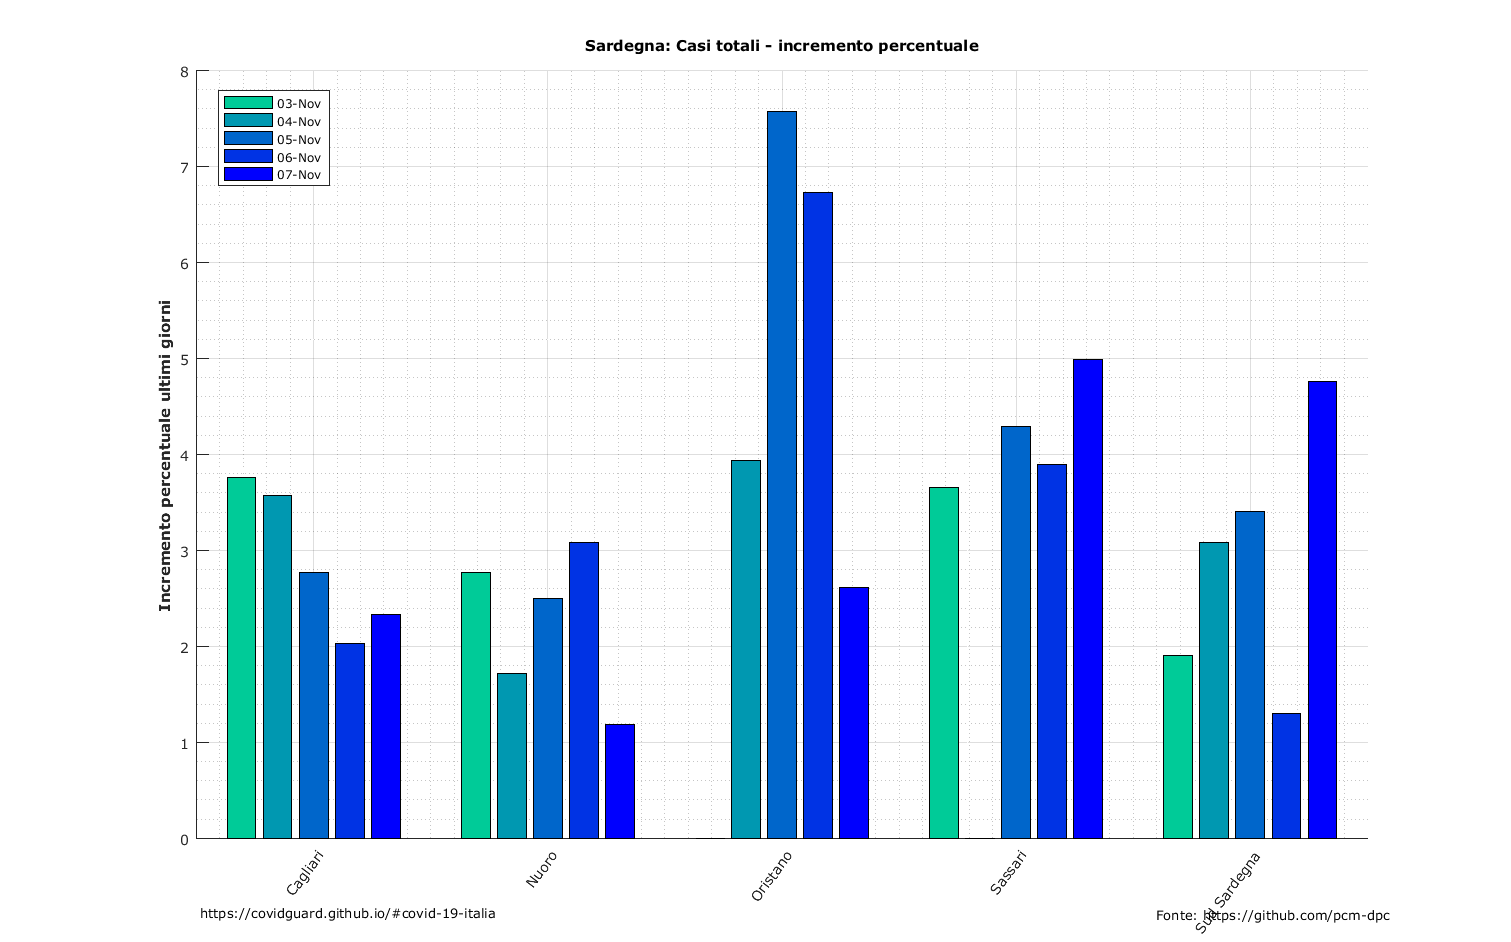 Sardegna: Casi totali - incremento percentuale
8
7
6
5
4
3
2
1
0
Incremento percentuale ultimi giorni
03-Nov
04-Nov
05-Nov
06-Nov
07-Nov
Cagliari
Nuoro
Oristano
Sassari
Sud Sardegna
https://covidguard.github.io/#covid-19-italia
Fonte: https://github.com/pcm-dpc